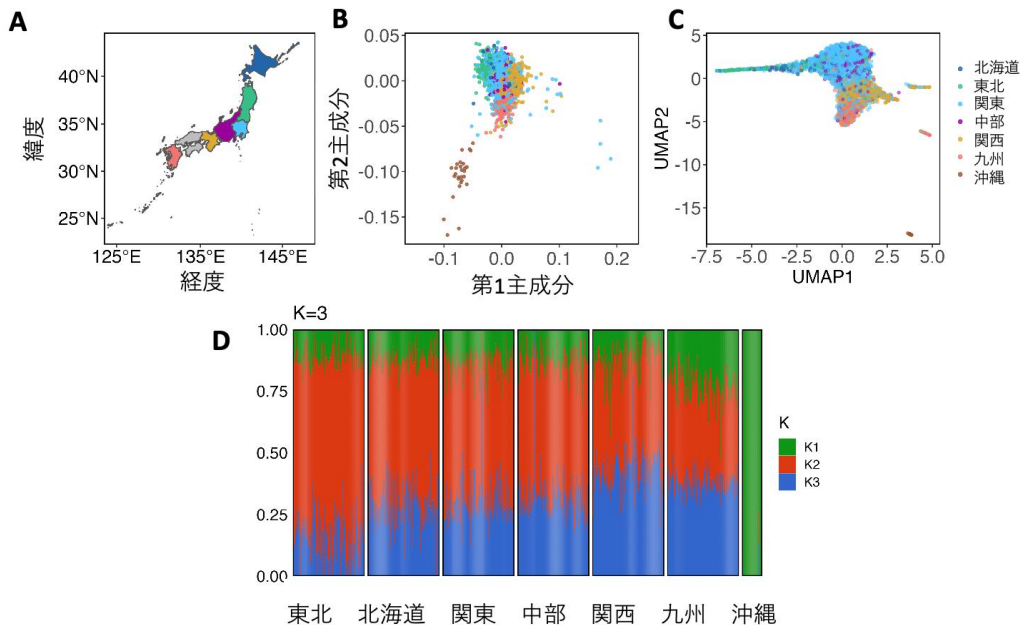 A
緯度
40°N
35°N
30°N
25°N
125°E
135°E
145°E
経度
B
第2主成分
0.05
0.00
-0.05
-0.10
-0.15
-0.1
0.0
0.1
0.2
第1主成分
C
UMAP2
5
0
-5
-10
-15
-7.5
-5.0
-2.5
0.0
2.5
5.0
UMAP1
北海道
東北
関東
中部
関西
九州
沖縄
D
K=3
1.00
0.75
0.50
0.25
0.00
東北
北海道
関東
中部
関西
九州
沖縄
K
K1
K2
K3